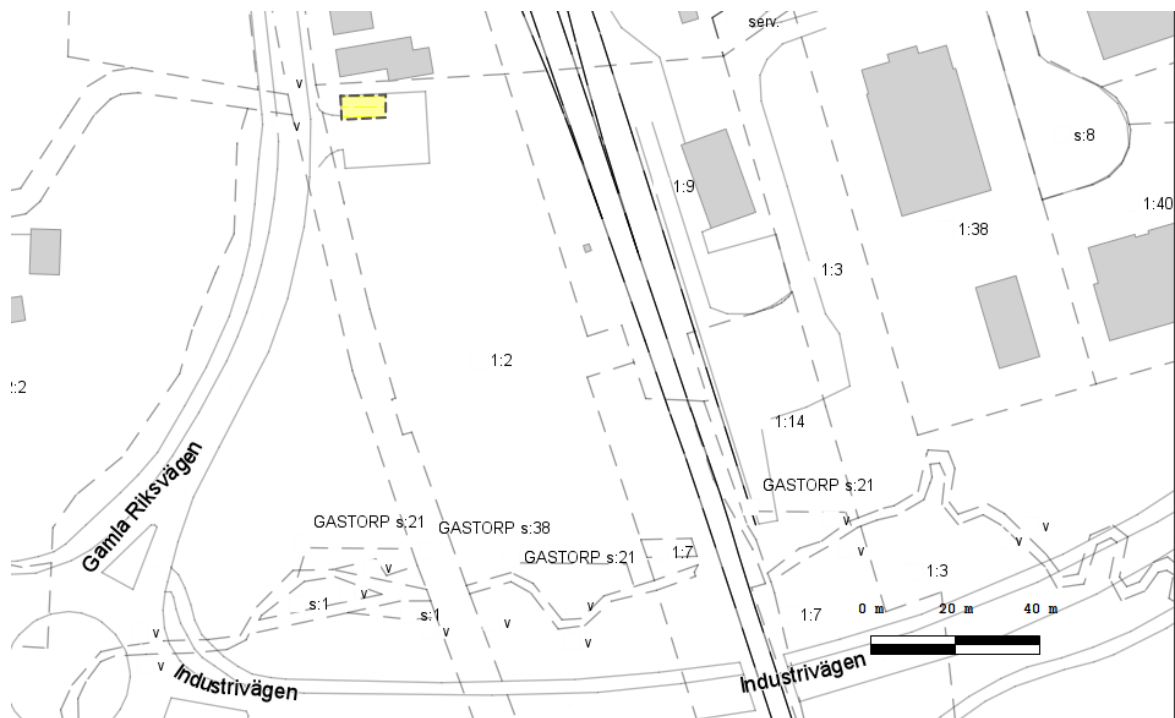 serv.
v
v
s:8
1:9
1:40
1:38
1:3
1:2
:2
1:14
Gamla Riksvägen
GASTORP s:21
GASTORP s:21
GASTORP s:38
v
v
v
GASTORP s:21
1:7
v
v
v
1:3
v
s:1
s:1
v
v
0 m 20 m 40 m
1:7
v
v
v
v
Industrivägen
Industrivägen